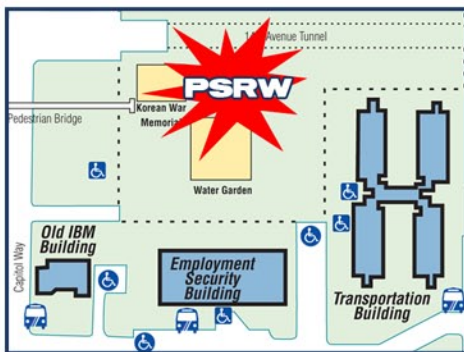 Avenue Tunnel
PSRW
Korean War
Memorial
Pedestrian Bridge
Water Garden
Capitol Way
Old IBM
Building
Employment
Security
Building
Transportation
Building